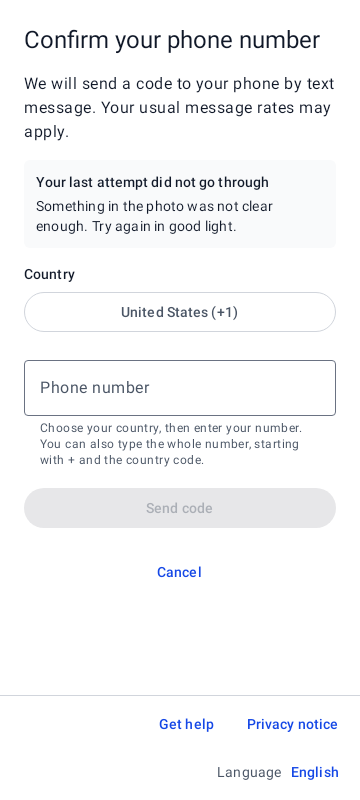 Confirm your phone number
We will send a code to your phone by text
message. Your usual message rates may
apply.
Your last attempt did not go through
Something in the photo was not clear
enough. Try again in good light.
Country
United States (+1)
Phone number
Choose your country, then enter your number.
You can also type the whole number, starting
with + and the country code.
Send code
Cancel
Get help
Privacy notice
Language English